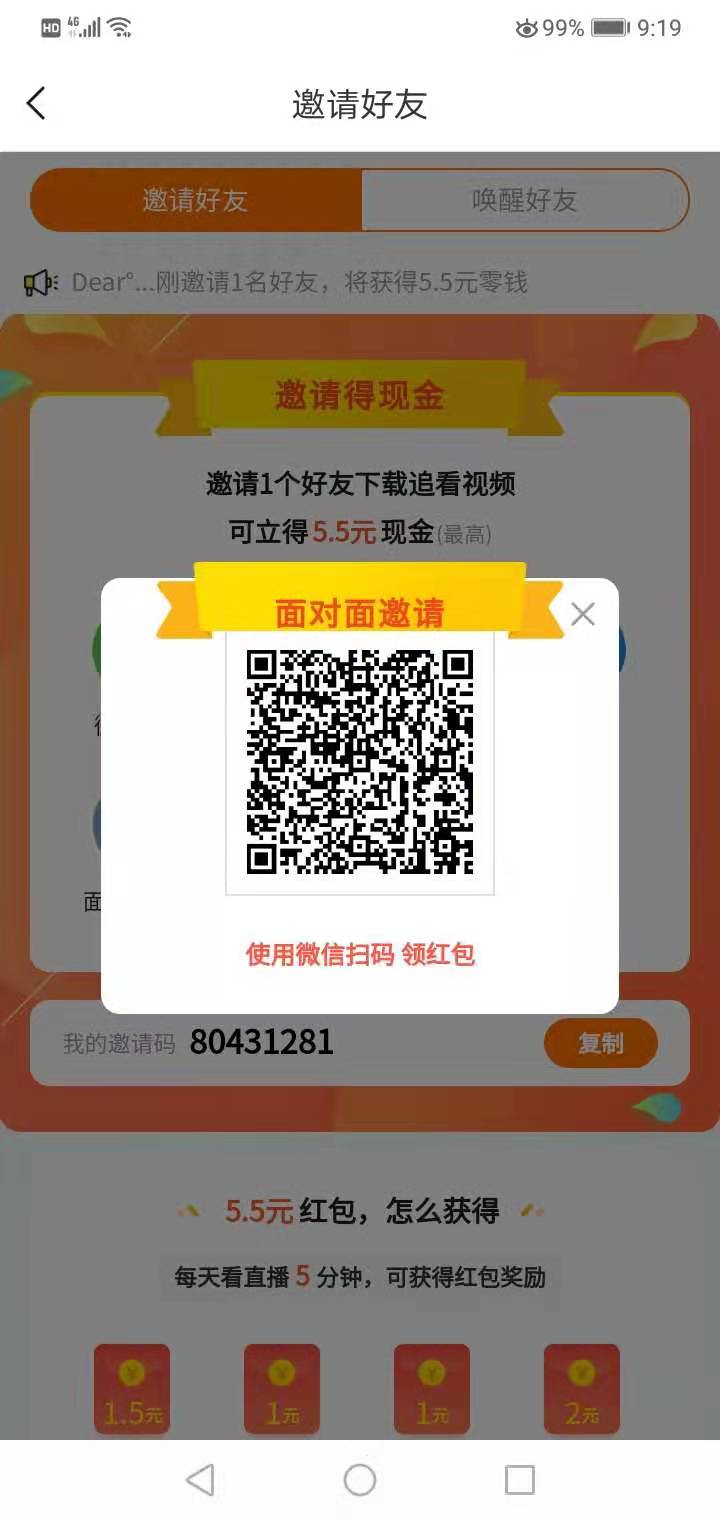 HD 4G 99% 9:19
邀请好友
邀请好友 唤醒好友
Dear°...刚邀请1名好友，将获得5.5元零钱
邀请得现金
邀请1个好友下载追看视频
可立得5.5元现金(最高)
面对面邀请
面
使用微信扫码 领红包
我的邀请码 80431281 复制
5.5元红包，怎么获得
每天看直播5分钟，可获得红包奖励
1.5元 1元 1元 2元